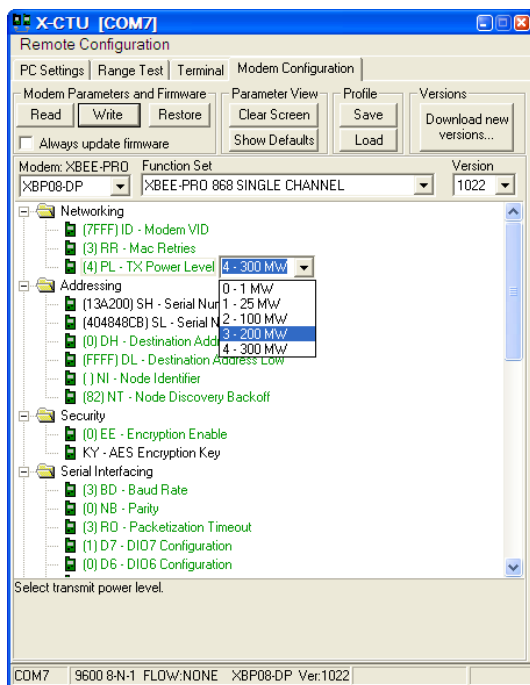 X-CTU [COM7]
Remote Configuration
PC Settings Range Test Terminal Modem Configuration
Modem Parameters and Firmware Parameter View Profile Versions
Read Write Restore Clear Screen Save Download new versions...
Always update firmware Show Defaults Load
Modem: XBEE-PRO Function Set Version
XBP08-DP XBEE-PRO 868 SINGLE CHANNEL 1022
Networking
(7FFF) ID - Modem VID
(3) RR - Mac Retries
(4) PL - TX Power Level 4 - 300 MW
0 - 1 MW
1 - 25 MW
2 - 100 MW
3 - 200 MW
4 - 300 MW
Addressing
(13A200) SH - Serial Nur
(404848CB) SL - Serial N
(0) DH - Destination Addr
(FFFF) DL - Destination Address Low
( ) NI - Node Identifier
(82) NT - Node Discovery Backoff
Security
(0) EE - Encryption Enable
KY - AES Encryption Key
Serial Interfacing
(3) BD - Baud Rate
(0) NB - Parity
(3) RO - Packetization Timeout
(1) D7 - DIO7 Configuration
(0) D6 - DIO6 Configuration
Select transmit power level.
COM7 9600 8-N-1 FLOW:NONE XBP08-DP Ver:1022